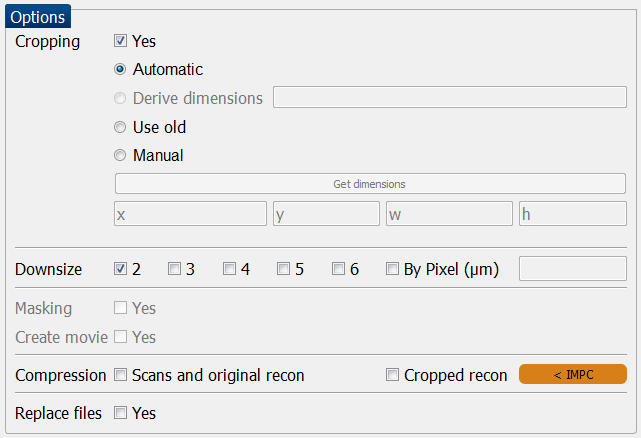 Options
Cropping Yes
Automatic
Derive dimensions
Use old
Manual
Get dimensions
x y w h
Downsize 2 3 4 5 6 By Pixel (µm)
Masking Yes
Create movie Yes
Compression Scans and original recon Cropped recon < IMPC
Replace files Yes